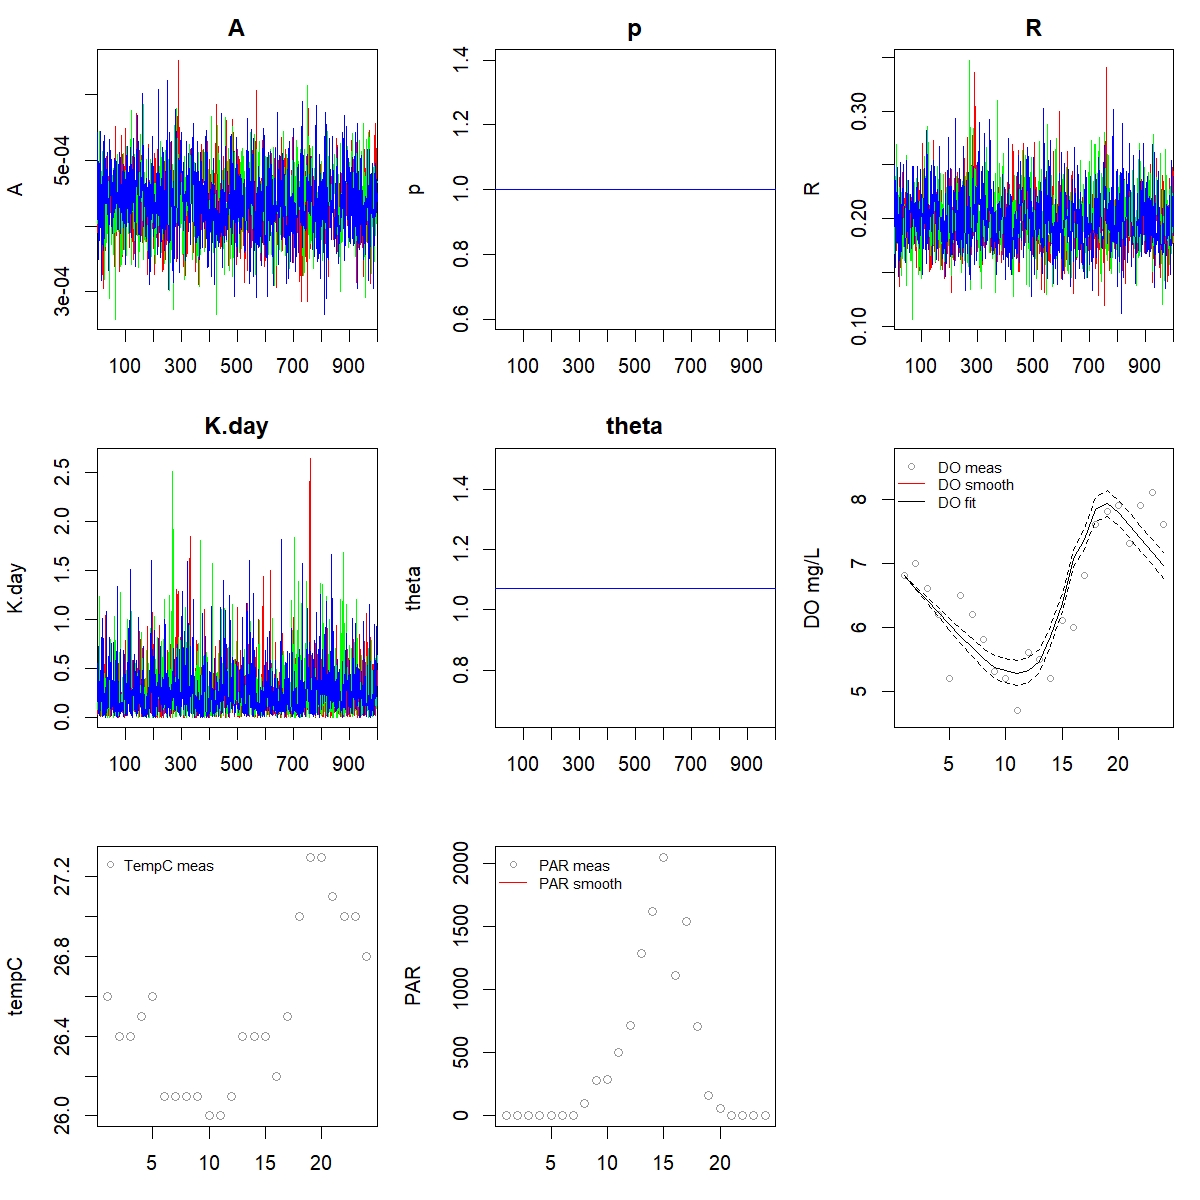 A
p
R
A
3e-04 5e-04
100 300 500 700 900
p
0.6 0.8 1.0 1.2 1.4
100 300 500 700 900
R
0.10 0.20 0.30
100 300 500 700 900
K.day
theta
K.day
0.0 0.5 1.0 1.5 2.0 2.5
100 300 500 700 900
theta
0.8 1.0 1.2 1.4
100 300 500 700 900
DO mg/L
5 6 7 8
DO meas
DO smooth
DO fit
5 10 15 20
tempC
26.0 26.4 26.8 27.2
TempC meas
5 10 15 20
PAR
0 500 1000 1500 2000
PAR meas
PAR smooth
5 10 15 20